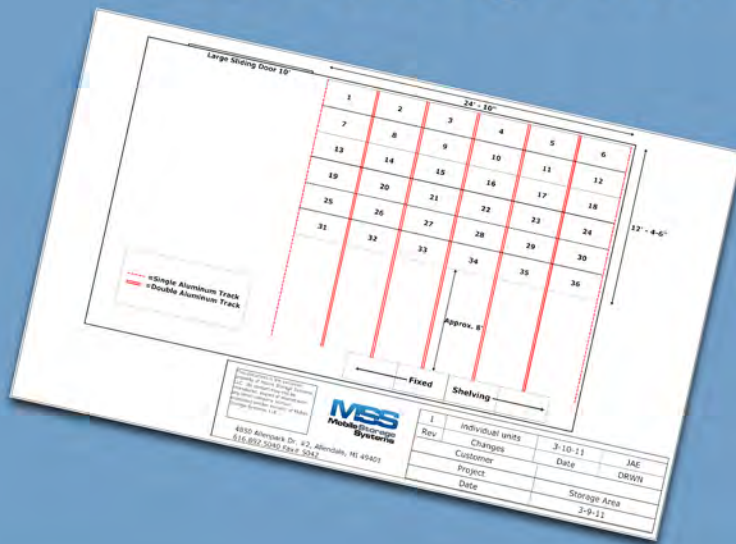 Large Sliding Door 10'
24' - 10"
1 2 3 4 5 6
7 8 9 10 11 12
13 14 15 16 17 18
19 20 21 22 23 24
25 26 27 28 29 30
31 32 33 34 35 36
12' - 4-6"
=Single Aluminum Track
=Double Aluminum Track
Approx. 8'
Fixed Shelving
MSS
MobileStorage
Systems
4850 Allenpark Dr. #2, Allendale, MI 49401
616.892.5040 Fax# 5042
1 individual units 3-10-11 JAE
Rev Changes Date DRWN
Customer
Project Storage Area
Date 3-9-11